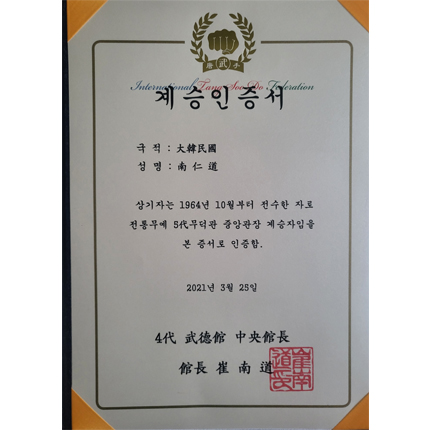 唐 武 手
International Tang Soo Do Federation
계승인증서
국 적 : 大韓民國
성 명 : 南 仁 道
상기자는 1964년 10월부터 전수한 자로
전통무예 5代무덕관 중앙관장 계승자임을
본 증서로 인증함.
2021년 3월 25일
4代 武德館 中央館長
館長 崔 南 道